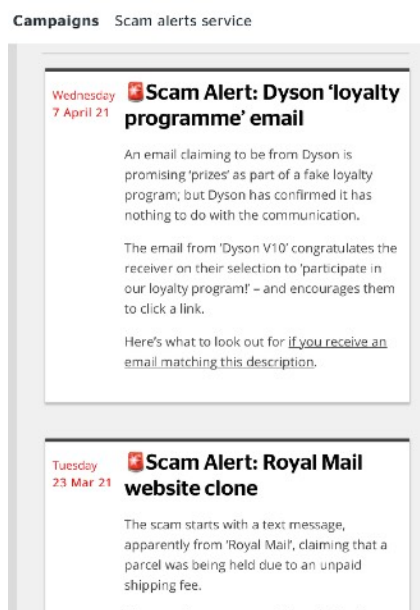 Campaigns Scam alerts service
Wednesday
7 April 21
🚨Scam Alert: Dyson ‘loyalty
programme’ email
An email claiming to be from Dyson is
promising ‘prizes’ as part of a fake loyalty
program; but Dyson has confirmed it has
nothing to do with the communication.
The email from ‘Dyson V10’ congratulates the
receiver on their selection to ‘participate in
our loyalty program!’ – and encourages them
to click a link.
Here’s what to look out for if you receive an
email matching this description.
Tuesday
23 Mar 21
🚨Scam Alert: Royal Mail
website clone
The scam starts with a text message,
apparently from ‘Royal Mail’, claiming that a
parcel was being held due to an unpaid
shipping fee.